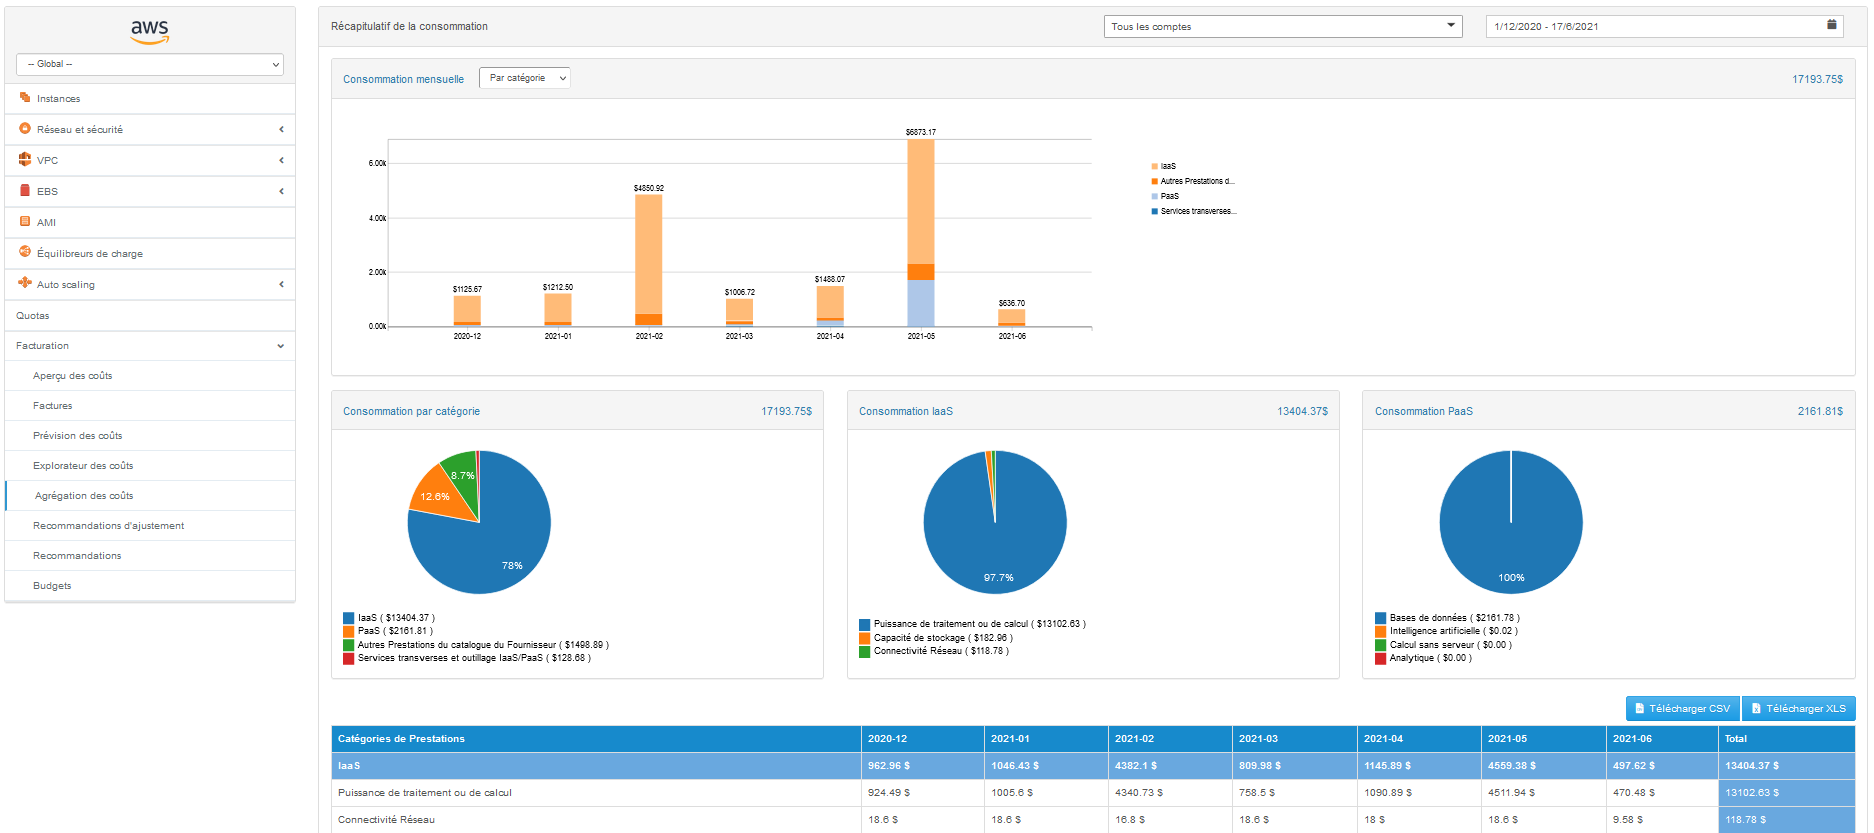 aws
-- Global --
Instances
Réseau et sécurité
VPC
EBS
AMI
Équilibreurs de charge
Auto scaling
Quotas
Facturation
Aperçu des coûts
Factures
Prévision des coûts
Explorateur des coûts
Agrégation des coûts
Recommandations d'ajustement
Recommandations
Budgets
Récapitulatif de la consommation
Tous les comptes
1/12/2020 - 17/6/2021
Consommation mensuelle
Par catégorie
17193.75$
6.00k
4.00k
2.00k
0.00k
$1125.67
$1212.50
$4850.92
$1006.72
$1488.07
$6873.17
$636.70
2020-12 2021-01 2021-02 2021-03 2021-04 2021-05 2021-06
IaaS
Autres Prestations d...
PaaS
Services transverses...
Consommation par catégorie 17193.75$
8.7%
12.6%
78%
IaaS ( $13404.37 )
PaaS ( $2161.81 )
Autres Prestations du catalogue du Fournisseur ( $1498.89 )
Services transverses et outillage IaaS/PaaS ( $128.68 )
Consommation IaaS 13404.37$
97.7%
Puissance de traitement ou de calcul ( $13102.63 )
Capacité de stockage ( $182.96 )
Connectivité Réseau ( $118.78 )
Consommation PaaS 2161.81$
100%
Bases de données ( $2161.78 )
Intelligence artificielle ( $0.02 )
Calcul sans serveur ( $0.00 )
Analytique ( $0.00 )
Télécharger CSV Télécharger XLS
Catégories de Prestations 2020-12 2021-01 2021-02 2021-03 2021-04 2021-05 2021-06 Total
IaaS 962.96 $ 1046.43 $ 4382.1 $ 809.98 $ 1145.89 $ 4559.38 $ 497.62 $ 13404.37 $
Puissance de traitement ou de calcul 924.49 $ 1005.6 $ 4340.73 $ 758.5 $ 1090.89 $ 4511.94 $ 470.48 $ 13102.63 $
Connectivité Réseau 18.6 $ 18.6 $ 16.8 $ 18.6 $ 18 $ 18.6 $ 9.58 $ 118.78 $